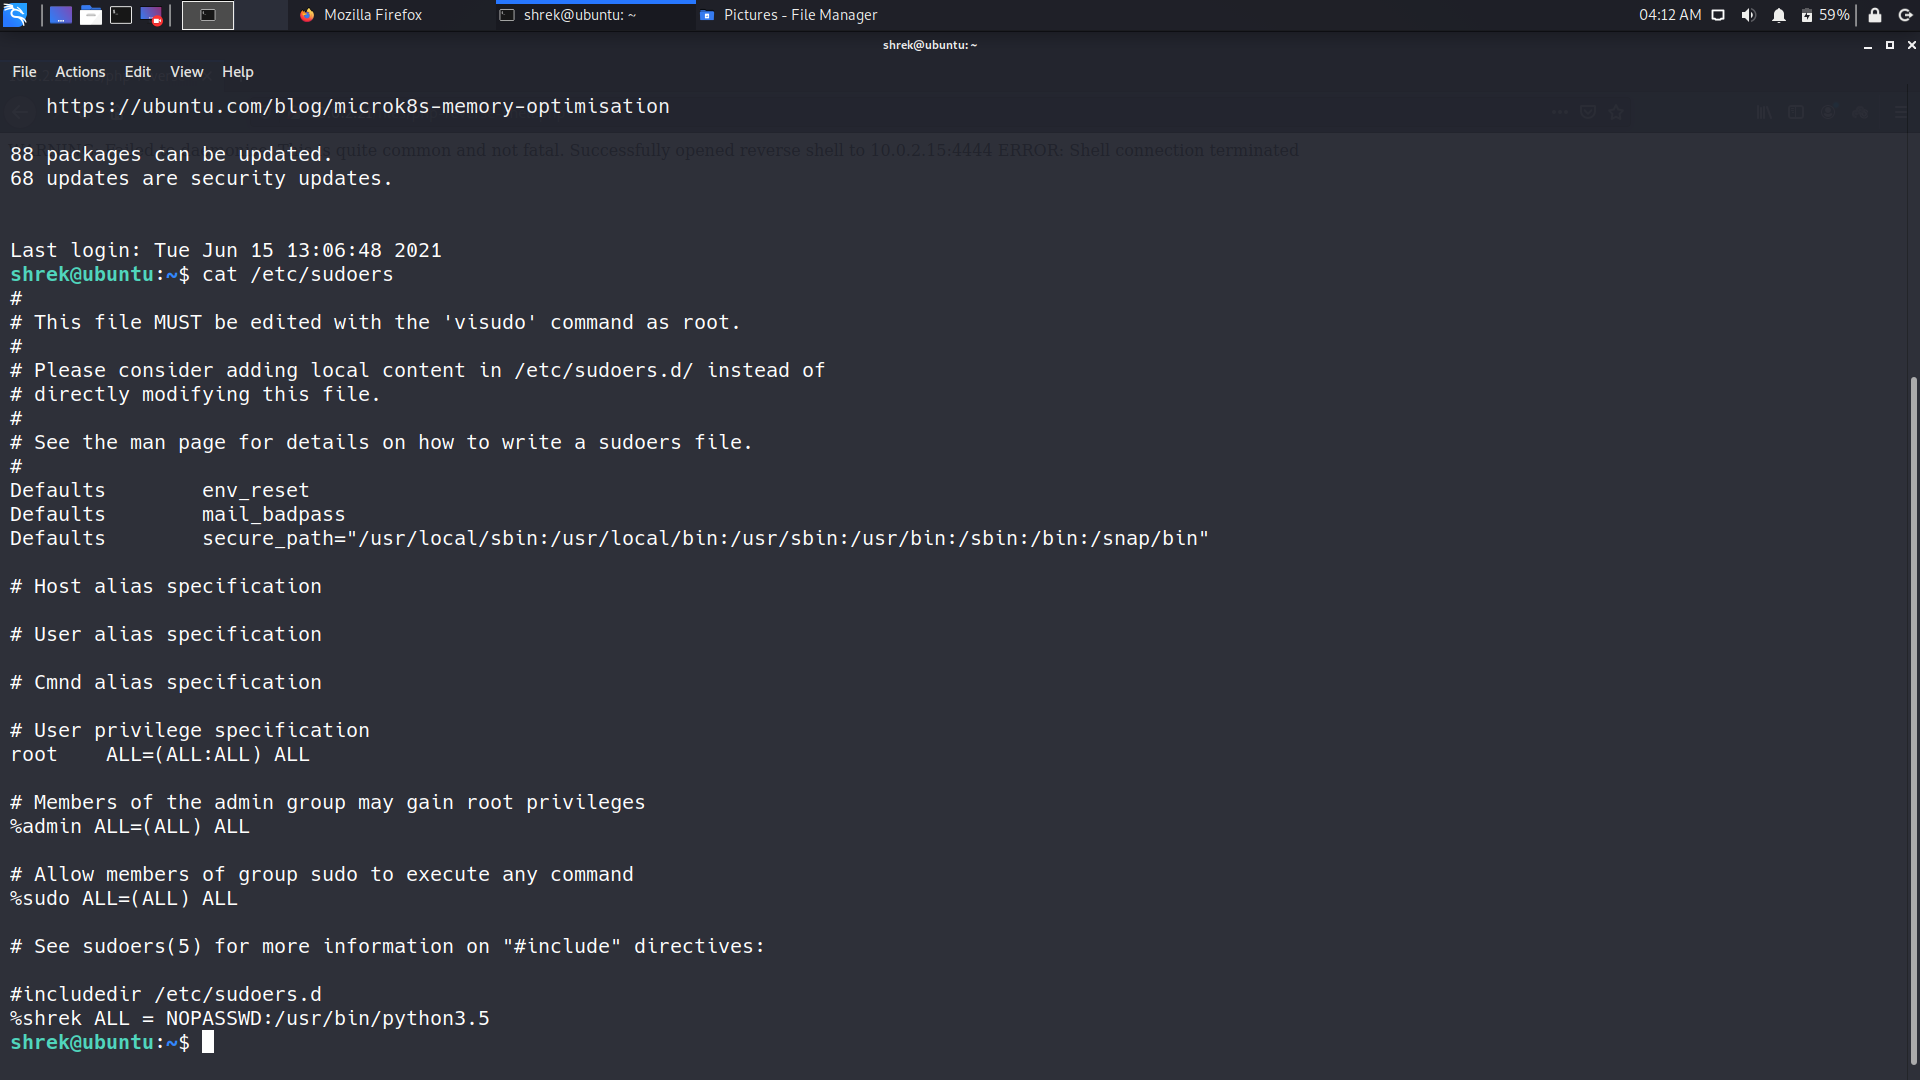 Mozilla Firefox
shrek@ubuntu: ~
Pictures - File Manager
04:12 AM
59%
shrek@ubuntu: ~
File Actions Edit View Help
https://ubuntu.com/blog/microk8s-memory-optimisation
quite common and not fatal. Successfully opened reverse shell to 10.0.2.15:4444 ERROR: Shell connection terminated
88 packages can be updated.
68 updates are security updates.
Last login: Tue Jun 15 13:06:48 2021
shrek@ubuntu:~$ cat /etc/sudoers
#
# This file MUST be edited with the 'visudo' command as root.
#
# Please consider adding local content in /etc/sudoers.d/ instead of
# directly modifying this file.
#
# See the man page for details on how to write a sudoers file.
#
Defaults        env_reset
Defaults        mail_badpass
Defaults        secure_path="/usr/local/sbin:/usr/local/bin:/usr/sbin:/usr/bin:/sbin:/bin:/snap/bin"
# Host alias specification
# User alias specification
# Cmnd alias specification
# User privilege specification
root    ALL=(ALL:ALL) ALL
# Members of the admin group may gain root privileges
%admin ALL=(ALL) ALL
# Allow members of group sudo to execute any command
%sudo ALL=(ALL) ALL
# See sudoers(5) for more information on "#include" directives:
#includedir /etc/sudoers.d
%shrek ALL = NOPASSWD:/usr/bin/python3.5
shrek@ubuntu:~$